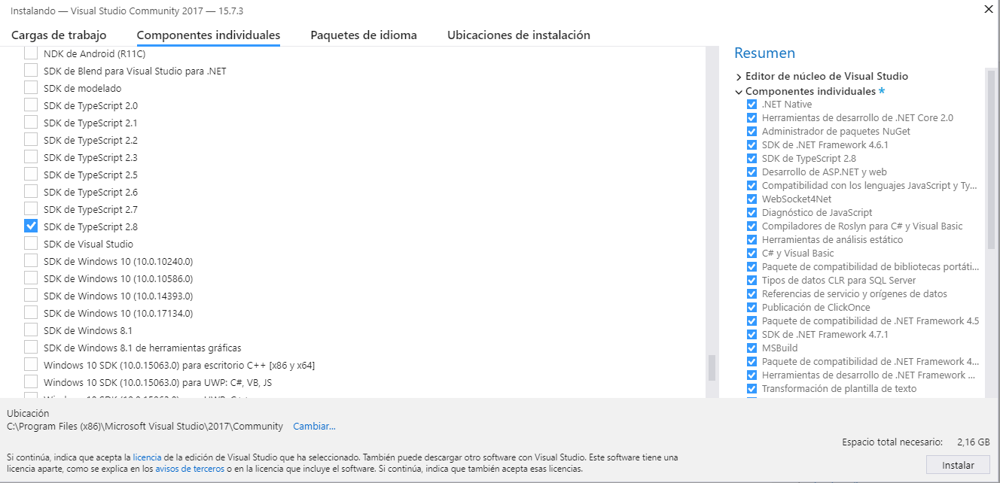 Instalando — Visual Studio Community 2017 — 15.7.3
Cargas de trabajo
Componentes individuales
Paquetes de idioma
Ubicaciones de instalación
NDK de Android (R11C)
SDK de Blend para Visual Studio para .NET
SDK de modelado
SDK de TypeScript 2.0
SDK de TypeScript 2.1
SDK de TypeScript 2.2
SDK de TypeScript 2.3
SDK de TypeScript 2.5
SDK de TypeScript 2.6
SDK de TypeScript 2.7
SDK de TypeScript 2.8
SDK de Visual Studio
SDK de Windows 10 (10.0.10240.0)
SDK de Windows 10 (10.0.10586.0)
SDK de Windows 10 (10.0.14393.0)
SDK de Windows 10 (10.0.17134.0)
SDK de Windows 8.1
SDK de Windows 8.1 de herramientas gráficas
Windows 10 SDK (10.0.15063.0) para escritorio C++ [x86 y x64]
Windows 10 SDK (10.0.15063.0) para UWP: C#, VB, JS
Resumen
Editor de núcleo de Visual Studio
Componentes individuales *
.NET Native
Herramientas de desarrollo de .NET Core 2.0
Administrador de paquetes NuGet
SDK de .NET Framework 4.6.1
SDK de TypeScript 2.8
Desarrollo de ASP.NET y web
Compatibilidad con los lenguajes JavaScript y Ty...
WebSocket4Net
Diagnóstico de JavaScript
Compiladores de Roslyn para C# y Visual Basic
Herramientas de análisis estático
C# y Visual Basic
Paquete de compatibilidad de bibliotecas portáti...
Tipos de datos CLR para SQL Server
Referencias de servicio y orígenes de datos
Publicación de ClickOnce
Paquete de compatibilidad de .NET Framework 4.5
SDK de .NET Framework 4.7.1
MSBuild
Paquete de compatibilidad de .NET Framework 4...
Herramientas de desarrollo de .NET Framework ...
Transformación de plantilla de texto
Ubicación
C:\Program Files (x86)\Microsoft Visual Studio\2017\Community Cambiar...
Espacio total necesario: 2,16 GB
Si continúa, indica que acepta la licencia de la edición de Visual Studio que ha seleccionado. También puede descargar otro software con Visual Studio. Este software tiene una
licencia aparte, como se explica en los avisos de terceros o en la licencia que incluye el software. Si continúa, indica que también acepta esas licencias.
Instalar